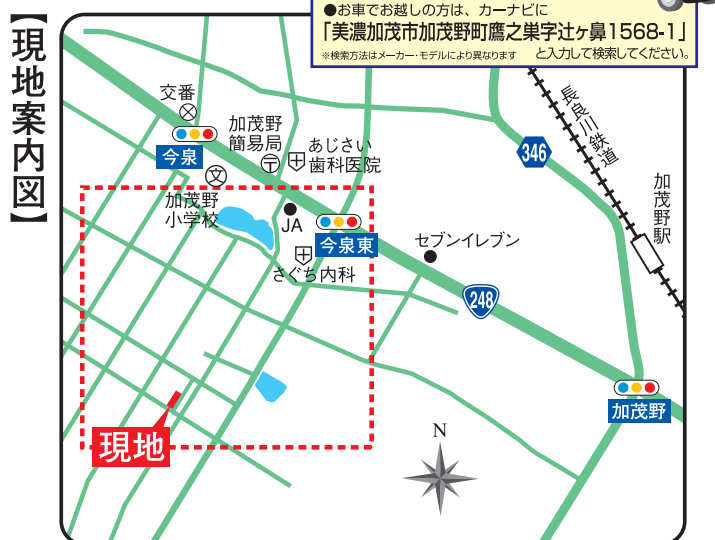 【現地案内図】
●お車でお越しの方は、カーナビに
「美濃加茂市加茂野町鷹之巣字辻ヶ鼻1568-1」
※検索方法はメーカー・モデルにより異なります と入力して検索してください。
交番
今泉
加茂野
簡易局
〒
あじさい
歯科医院
文
加茂野
小学校
JA
今泉東
さぐち内科
セブンイレブン
346
長良川鉄道
加茂野駅
248
加茂野
現地
N